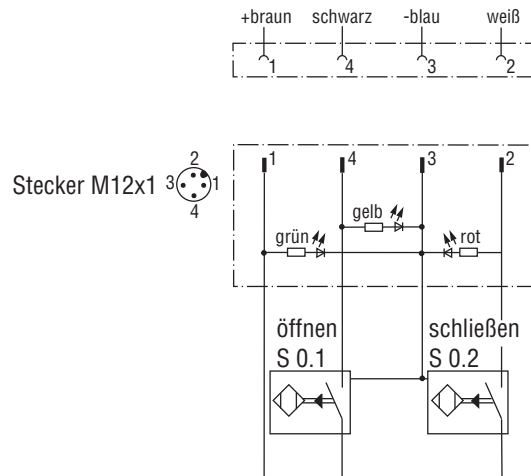 +braun schwarz -blau weiß
1 4 3 2
1 4 3 2
Stecker M12x1
2
3 1
4
gelb
grün rot
öffnen schließen
S 0.1 S 0.2